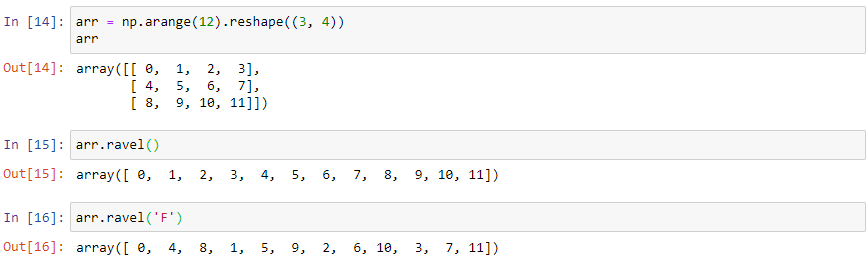 In [14]: arr = np.arange(12).reshape((3, 4))
arr
Out[14]: array([[ 0,  1,  2,  3],
       [ 4,  5,  6,  7],
       [ 8,  9, 10, 11]])
In [15]: arr.ravel()
Out[15]: array([ 0,  1,  2,  3,  4,  5,  6,  7,  8,  9, 10, 11])
In [16]: arr.ravel('F')
Out[16]: array([ 0,  4,  8,  1,  5,  9,  2,  6, 10,  3,  7, 11])